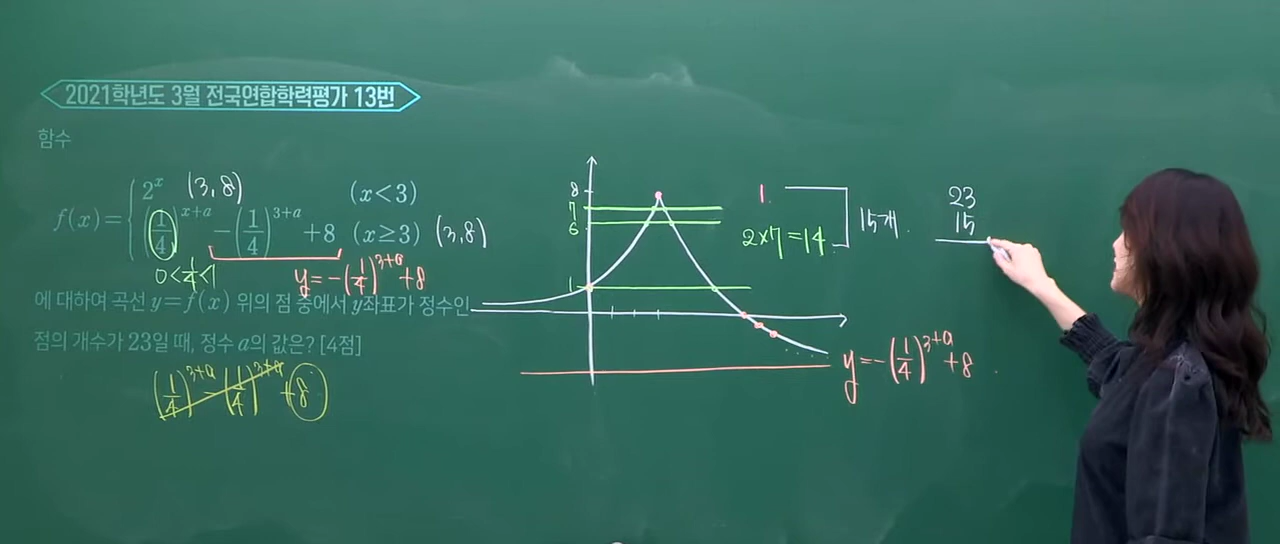 2021학년도 3월 전국연합학력평가 13번
함수
f(x) = { 2^x (3,8) (x<3)
(1/4)^{x+a} - (1/4)^{3+a} + 8 (x≥3) (3,8)
0<1/4<1
y=-(1/4)^{3+a}+8
에 대하여 곡선 y=f(x) 위의 점 중에서 y좌표가 정수인
점의 개수가 23일 때, 정수 a의 값은? [4점]
(1/4)^{3+a} - (1/4)^{3+a} + 8
8
7
6
1
1.
2×7=14
15개.
23
15
y=-(1/4)^{3+a}+8